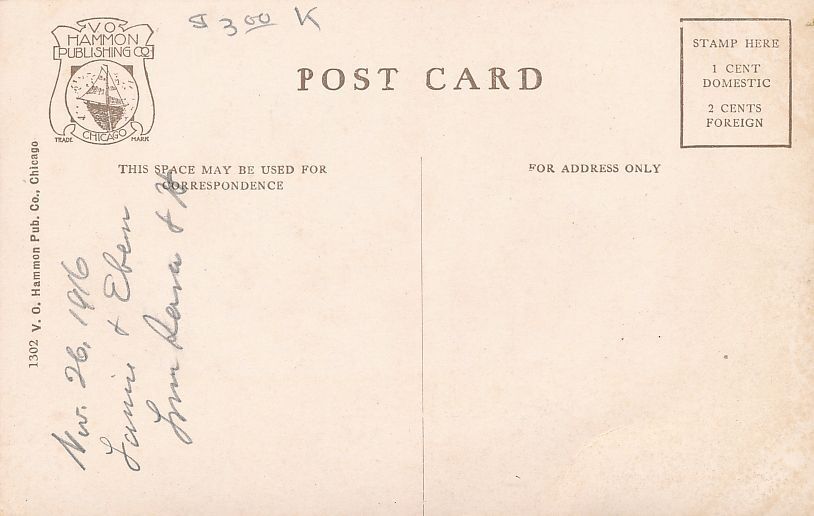 $ 3.00 K
V.O.
HAMMON
PUBLISHING CO
CHICAGO
TRADE MARK
POST CARD
STAMP HERE
1 CENT
DOMESTIC
2 CENTS
FOREIGN
THIS SPACE MAY BE USED FOR
CORRESPONDENCE
FOR ADDRESS ONLY
1302 V. O. Hammon Pub. Co., Chicago
Nov. 26, 1916
& Eben
& H